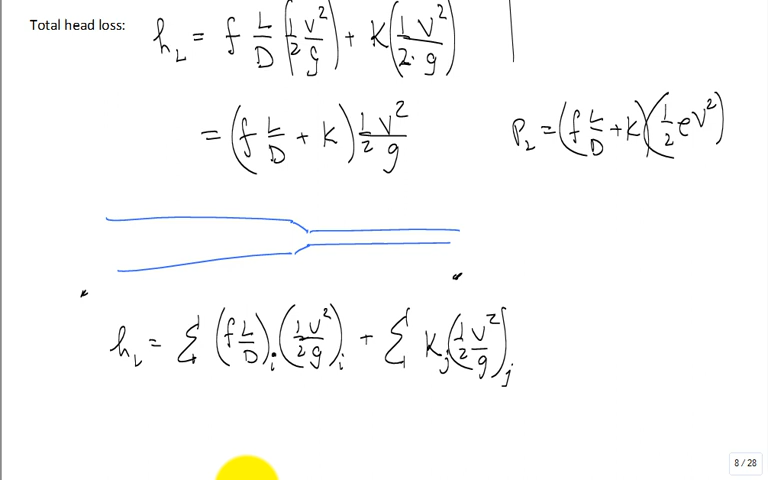 Total head loss: h_L = f L/D (1/2 V²/g) + K (1/2 · V²/g)
= (f L/D + K) 1/2 V²/g
P_L = (f L/D + K)(1/2 ρV²)
h_L = Σ (f L/D)_i (1/2 V²/g)_i + Σ K_j (1/2 V²/g)_j
8 / 28